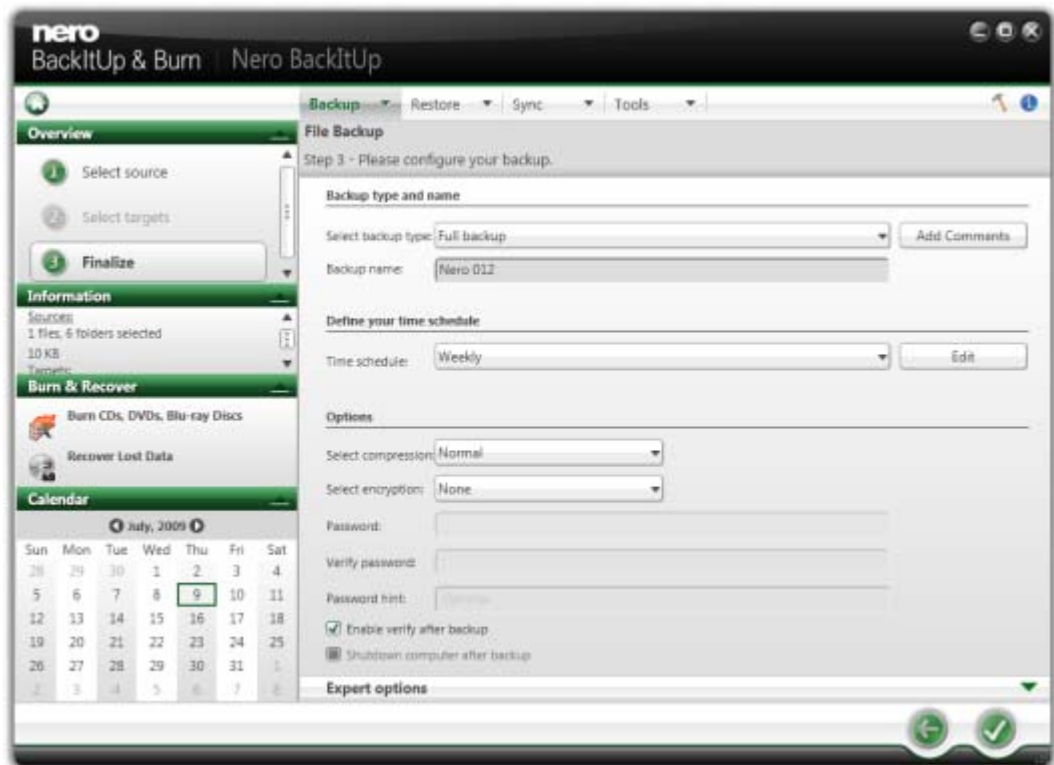 nero
BackItUp & Burn | Nero BackItUp
Backup Restore Sync Tools
Overview
1 Select source
2 Select targets
3 Finalize
Information
Sources:
1 files, 6 folders selected
10 KB
Targets:
Burn & Recover
Burn CDs, DVDs, Blu-ray Discs
Recover Lost Data
Calendar
July, 2009
Sun Mon Tue Wed Thu Fri Sat
28 29 30 1 2 3 4
5 6 7 8 9 10 11
12 13 14 15 16 17 18
19 20 21 22 23 24 25
26 27 28 29 30 31 1
2 3 4 5 6 7 8
File Backup
Step 3 - Please configure your backup.
Backup type and name
Select backup type: Full backup Add Comments
Backup name: Nero 012
Define your time schedule
Time schedule: Weekly Edit
Options
Select compression: Normal
Select encryption: None
Password:
Verify password:
Password hint: Optional
Enable verify after backup
Shutdown computer after backup
Expert options